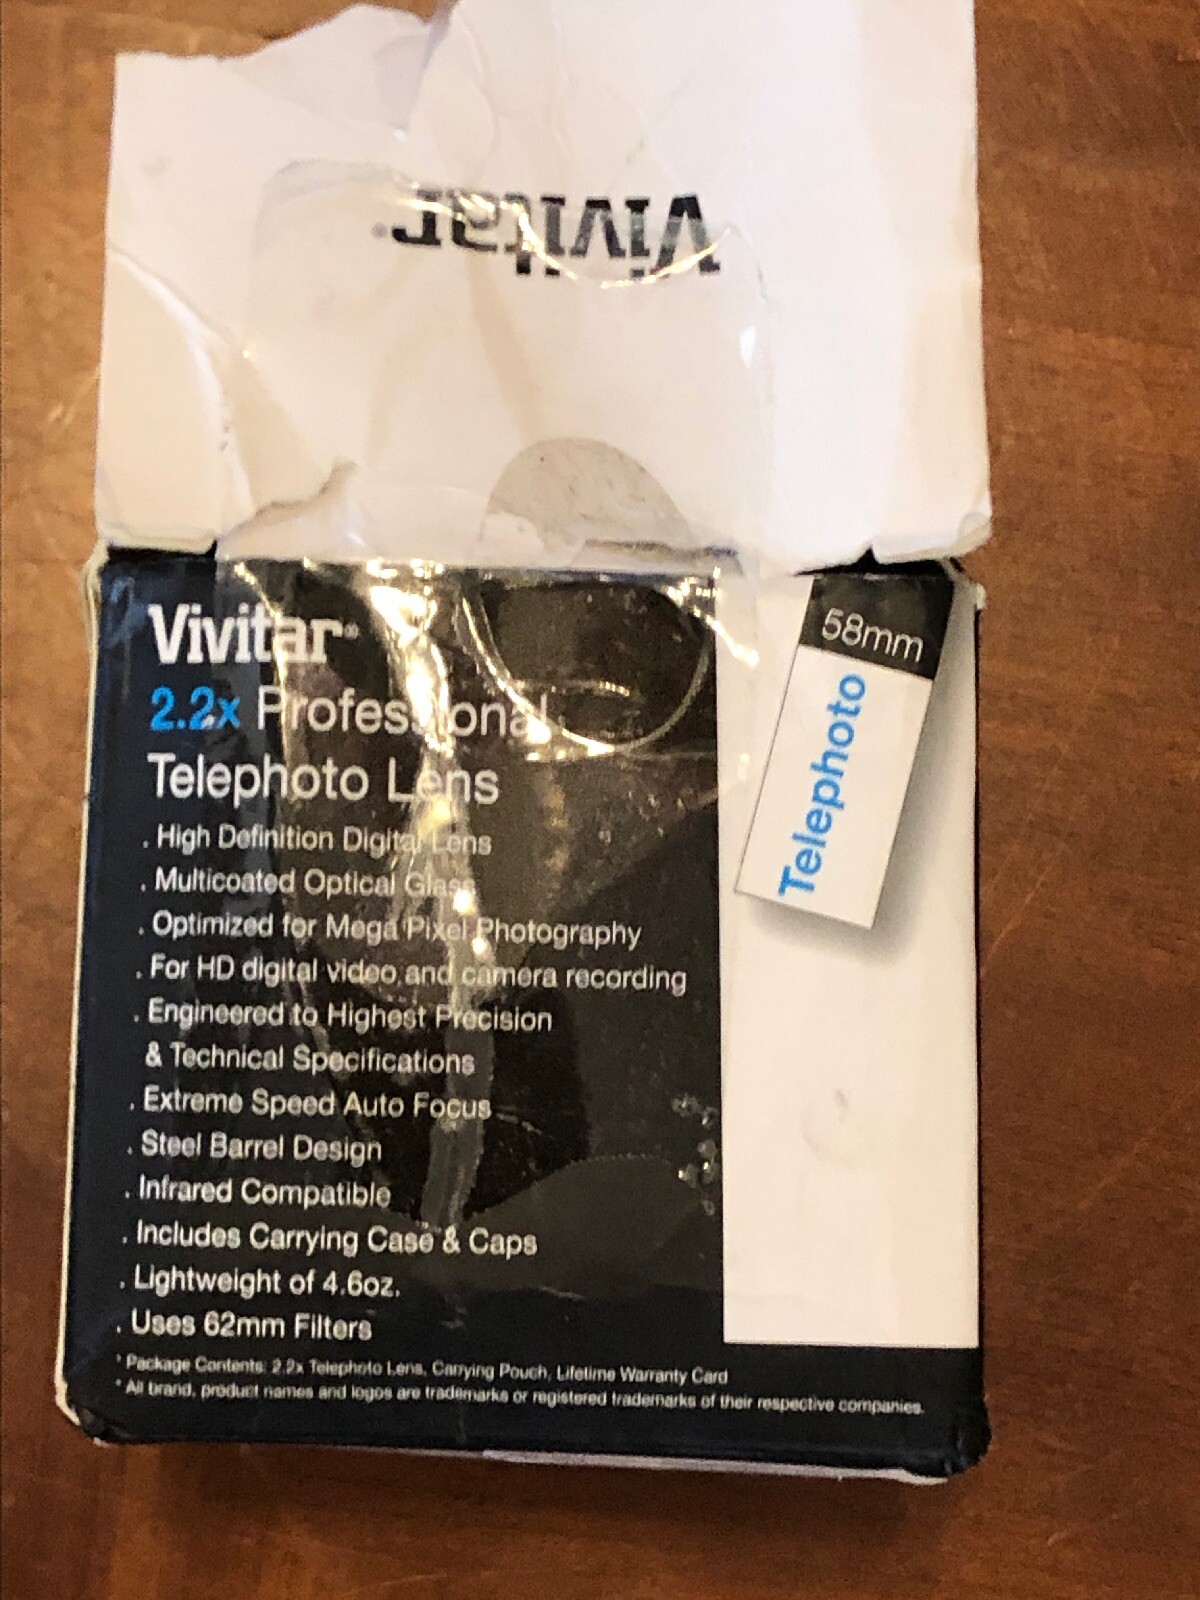 Vivitar®
Vivitar®
2.2x Professional
Telephoto Lens
58mm
Telephoto
. High Definition Digital Lens
. Multicoated Optical Glass
. Optimized for Mega Pixel Photography
. For HD digital video and camera recording
. Engineered to Highest Precision
& Technical Specifications
. Extreme Speed Auto Focus
. Steel Barrel Design
. Infrared Compatible
. Includes Carrying Case & Caps
. Lightweight of 4.6oz.
. Uses 62mm Filters
* Package Contents: 2.2x Telephoto Lens, Carrying Pouch, Lifetime Warranty Card
* All brand, product names and logos are trademarks or registered trademarks of their respective companies.